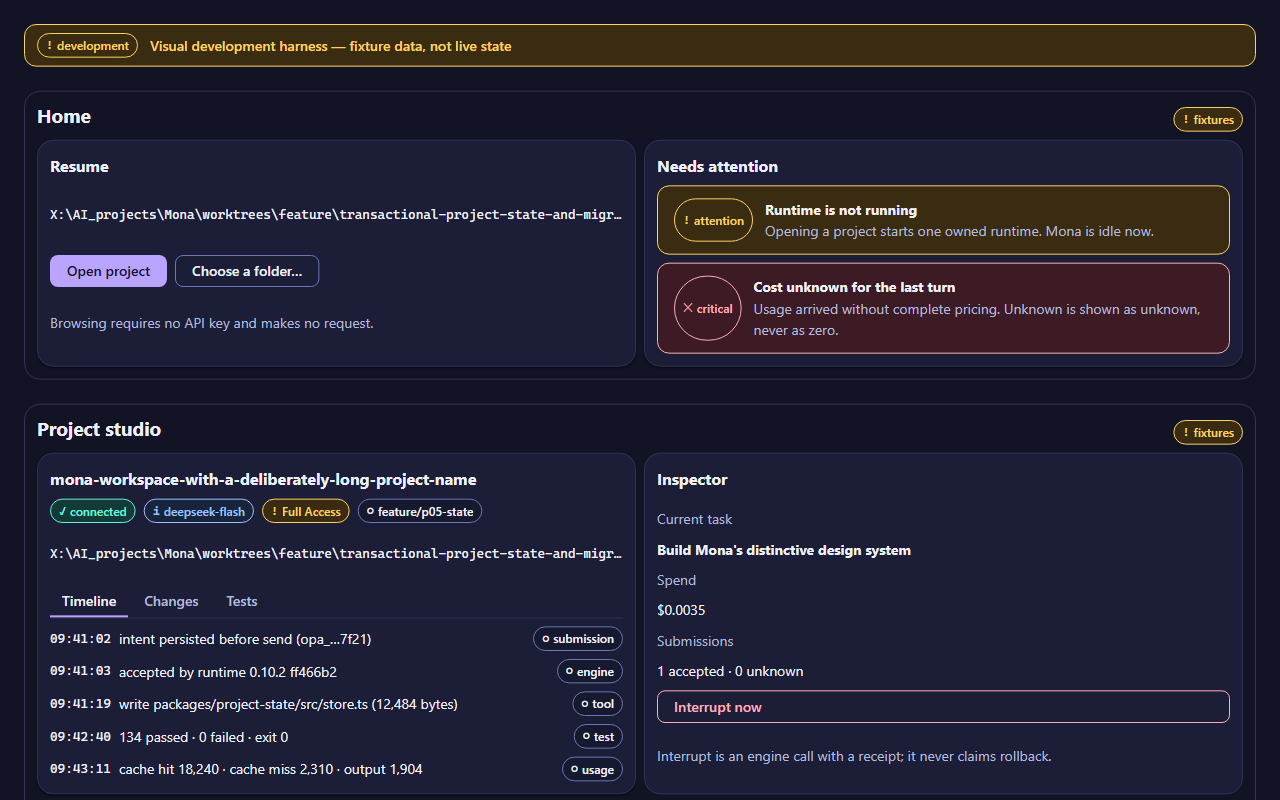 ! development Visual development harness — fixture data, not live state
Home
! fixtures
Resume
X:\AI_projects\Mona\worktrees\feature\transactional-project-state-and-migr…
Open project
Choose a folder...
Browsing requires no API key and makes no request.
Needs attention
! attention
Runtime is not running
Opening a project starts one owned runtime. Mona is idle now.
× critical
Cost unknown for the last turn
Usage arrived without complete pricing. Unknown is shown as unknown,
never as zero.
Project studio
! fixtures
mona-workspace-with-a-deliberately-long-project-name
✓ connected
i deepseek-flash
! Full Access
feature/p05-state
X:\AI_projects\Mona\worktrees\feature\transactional-project-state-and-migr…
Timeline Changes Tests
09:41:02 intent persisted before send (opa_…7f21) submission
09:41:03 accepted by runtime 0.10.2 ff466b2 engine
09:41:19 write packages/project-state/src/store.ts (12,484 bytes) tool
09:42:40 134 passed · 0 failed · exit 0 test
09:43:11 cache hit 18,240 · cache miss 2,310 · output 1,904 usage
Inspector
Current task
Build Mona's distinctive design system
Spend
$0.0035
Submissions
1 accepted · 0 unknown
Interrupt now
Interrupt is an engine call with a receipt; it never claims rollback.